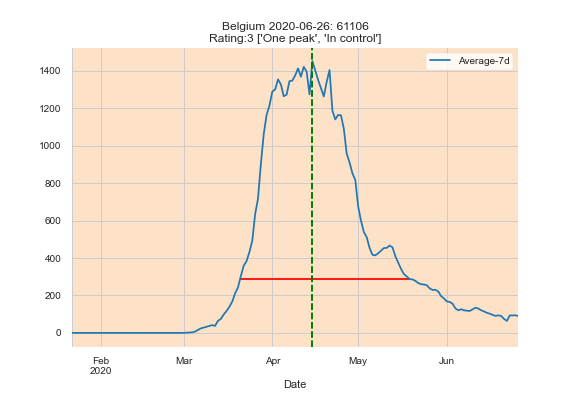 Belgium 2020-06-26: 61106
Rating:3 ['One peak', 'In control']
Average-7d
1400
1200
1000
800
600
400
200
0
Feb
2020
Mar
Apr
May
Jun
Date